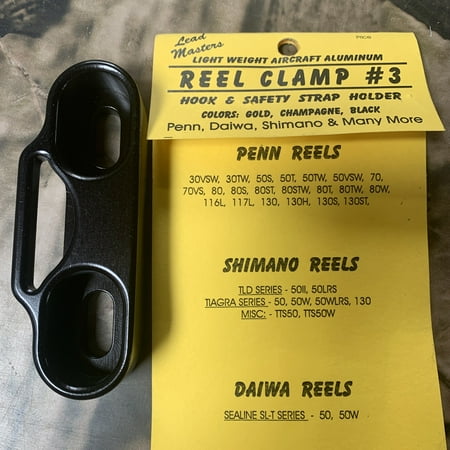 Lead
Masters
PRICE
LIGHT WEIGHT AIRCRAFT ALUMINUM
REEL CLAMP #3
HOOK & SAFETY STRAP HOLDER
COLORS: GOLD, CHAMPAGNE, BLACK
Penn, Daiwa, Shimano & Many More
PENN REELS
30VSW, 30TW, 50S, 50T, 50TW, 50VSW, 70,
70VS, 80, 80S, 80ST, 80STW, 80T, 80TW, 80W,
116L, 117L, 130, 130H, 130S, 130ST,
SHIMANO REELS
TLD SERIES - 50II, 50LRS
TIAGRA SERIES - 50, 50W, 50WLRS, 130
MISC: - TTS50, TTS50W
DAIWA REELS
SEALINE SL-T SERIES - 50, 50W